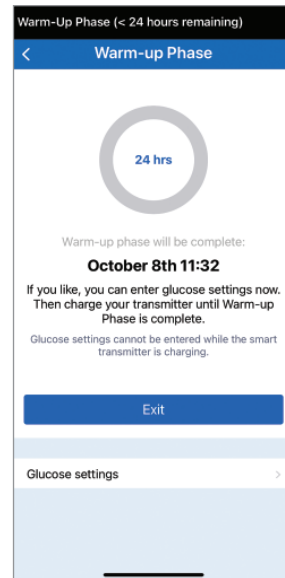 Warm-Up Phase (< 24 hours remaining)
Warm-up Phase
24 hrs
Warm-up phase will be complete:
October 8th 11:32
If you like, you can enter glucose settings now.
Then charge your transmitter until Warm-up
Phase is complete.
Glucose settings cannot be entered while the smart
transmitter is charging.
Exit
Glucose settings